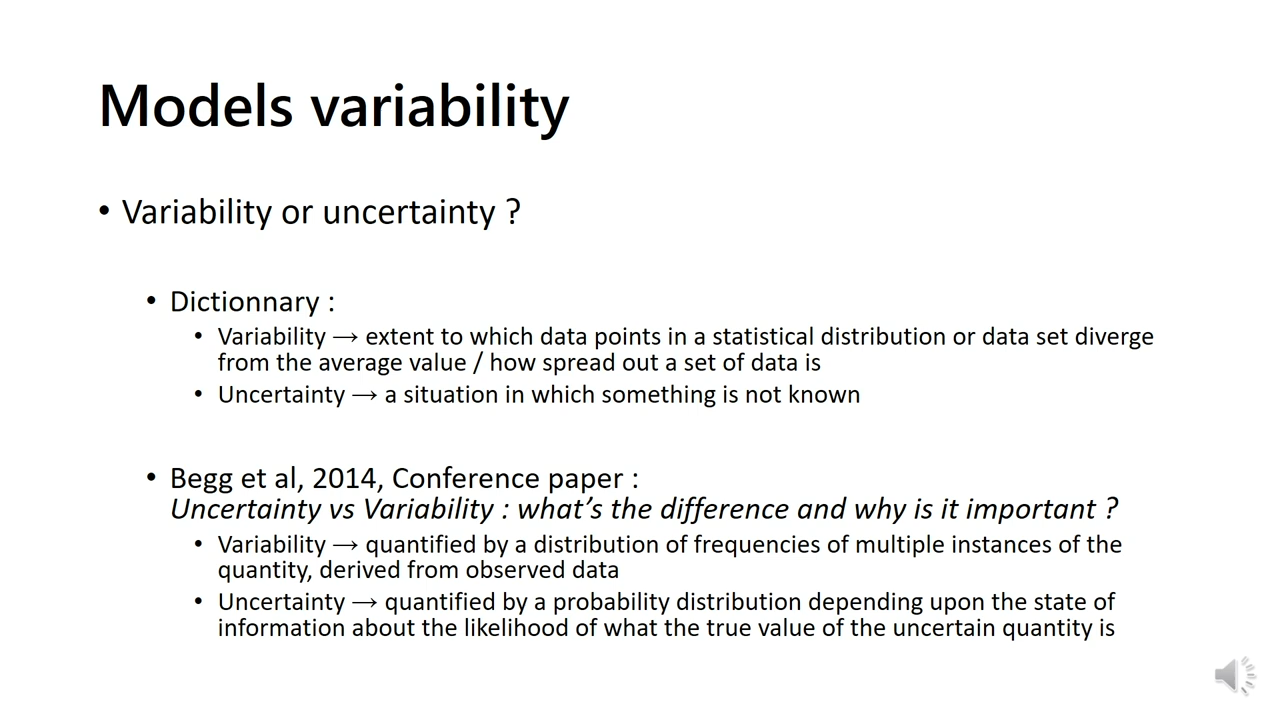 Models variability
• Variability or uncertainty ?
• Dictionnary :
• Variability → extent to which data points in a statistical distribution or data set diverge
from the average value / how spread out a set of data is
• Uncertainty → a situation in which something is not known
• Begg et al, 2014, Conference paper :
Uncertainty vs Variability : what’s the difference and why is it important ?
• Variability → quantified by a distribution of frequencies of multiple instances of the
quantity, derived from observed data
• Uncertainty → quantified by a probability distribution depending upon the state of
information about the likelihood of what the true value of the uncertain quantity is